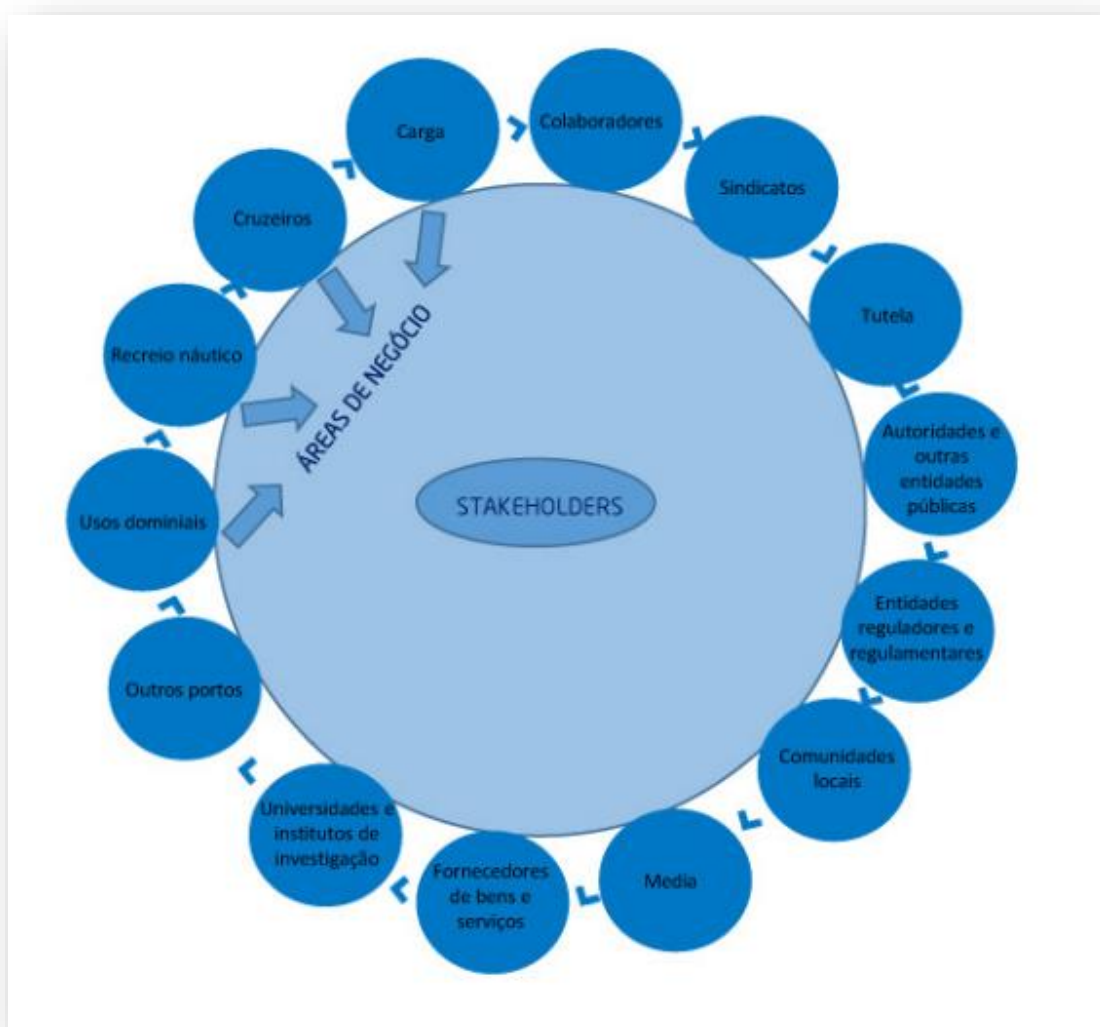 Carga
Colaboradores
Sindicatos
Tutela
Autoridades e
outras
entidades
públicas
Entidades
reguladores e
regulamentares
Comunidades
locais
Media
Fornecedores
de bens e
serviços
Universidades e
institutos de
investigação
Outros portos
Usos dominiais
Recreio náutico
Cruzeiros
ÁREAS DE NEGÓCIO
STAKEHOLDERS